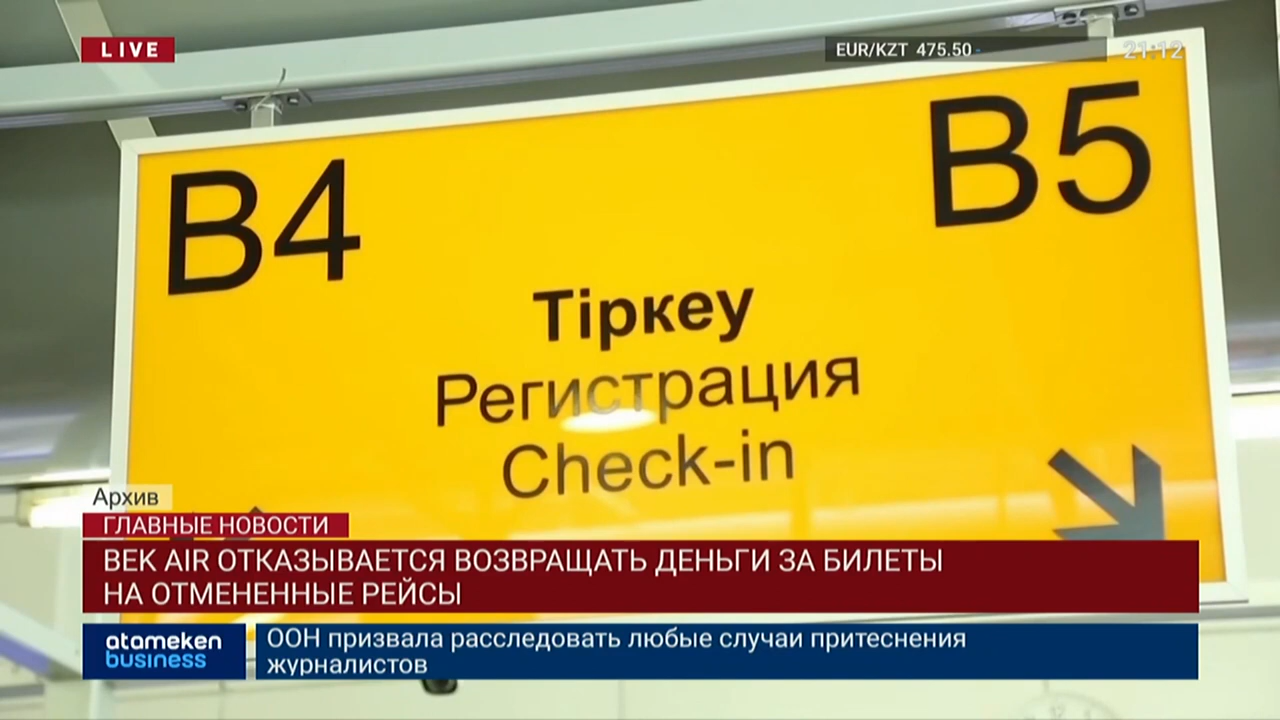 LIVE
EUR/KZT 475.50
21:12
B4
B5
Тіркеу
Регистрация
Check-in
Архив
ГЛАВНЫЕ НОВОСТИ
BEK AIR ОТКАЗЫВАЕТСЯ ВОЗВРАЩАТЬ ДЕНЬГИ ЗА БИЛЕТЫ
НА ОТМЕНЕННЫЕ РЕЙСЫ
atameken
business
ООН призвала расследовать любые случаи притеснения
журналистов